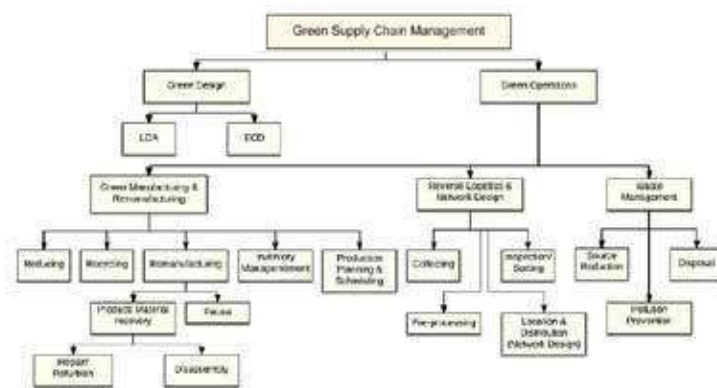 Green Supply Chain Management
Green Design
Green Operations
LCA
ECD
Green Manufacturing &
Remanufacturing
Reverse Logistics &
Network Design
Waste
Management
Reducing
Recycling
Remanufacturing
Inventory
Management
Production
Planning &
Scheduling
Collecting
Inspection/
Sorting
Source
Reduction
Disposal
Product Material
recovery
Reuse
Pre-processing
Location &
Distribution
(Network Design)
Pollution
Prevention
Repair/
Refurbish
Disassembly